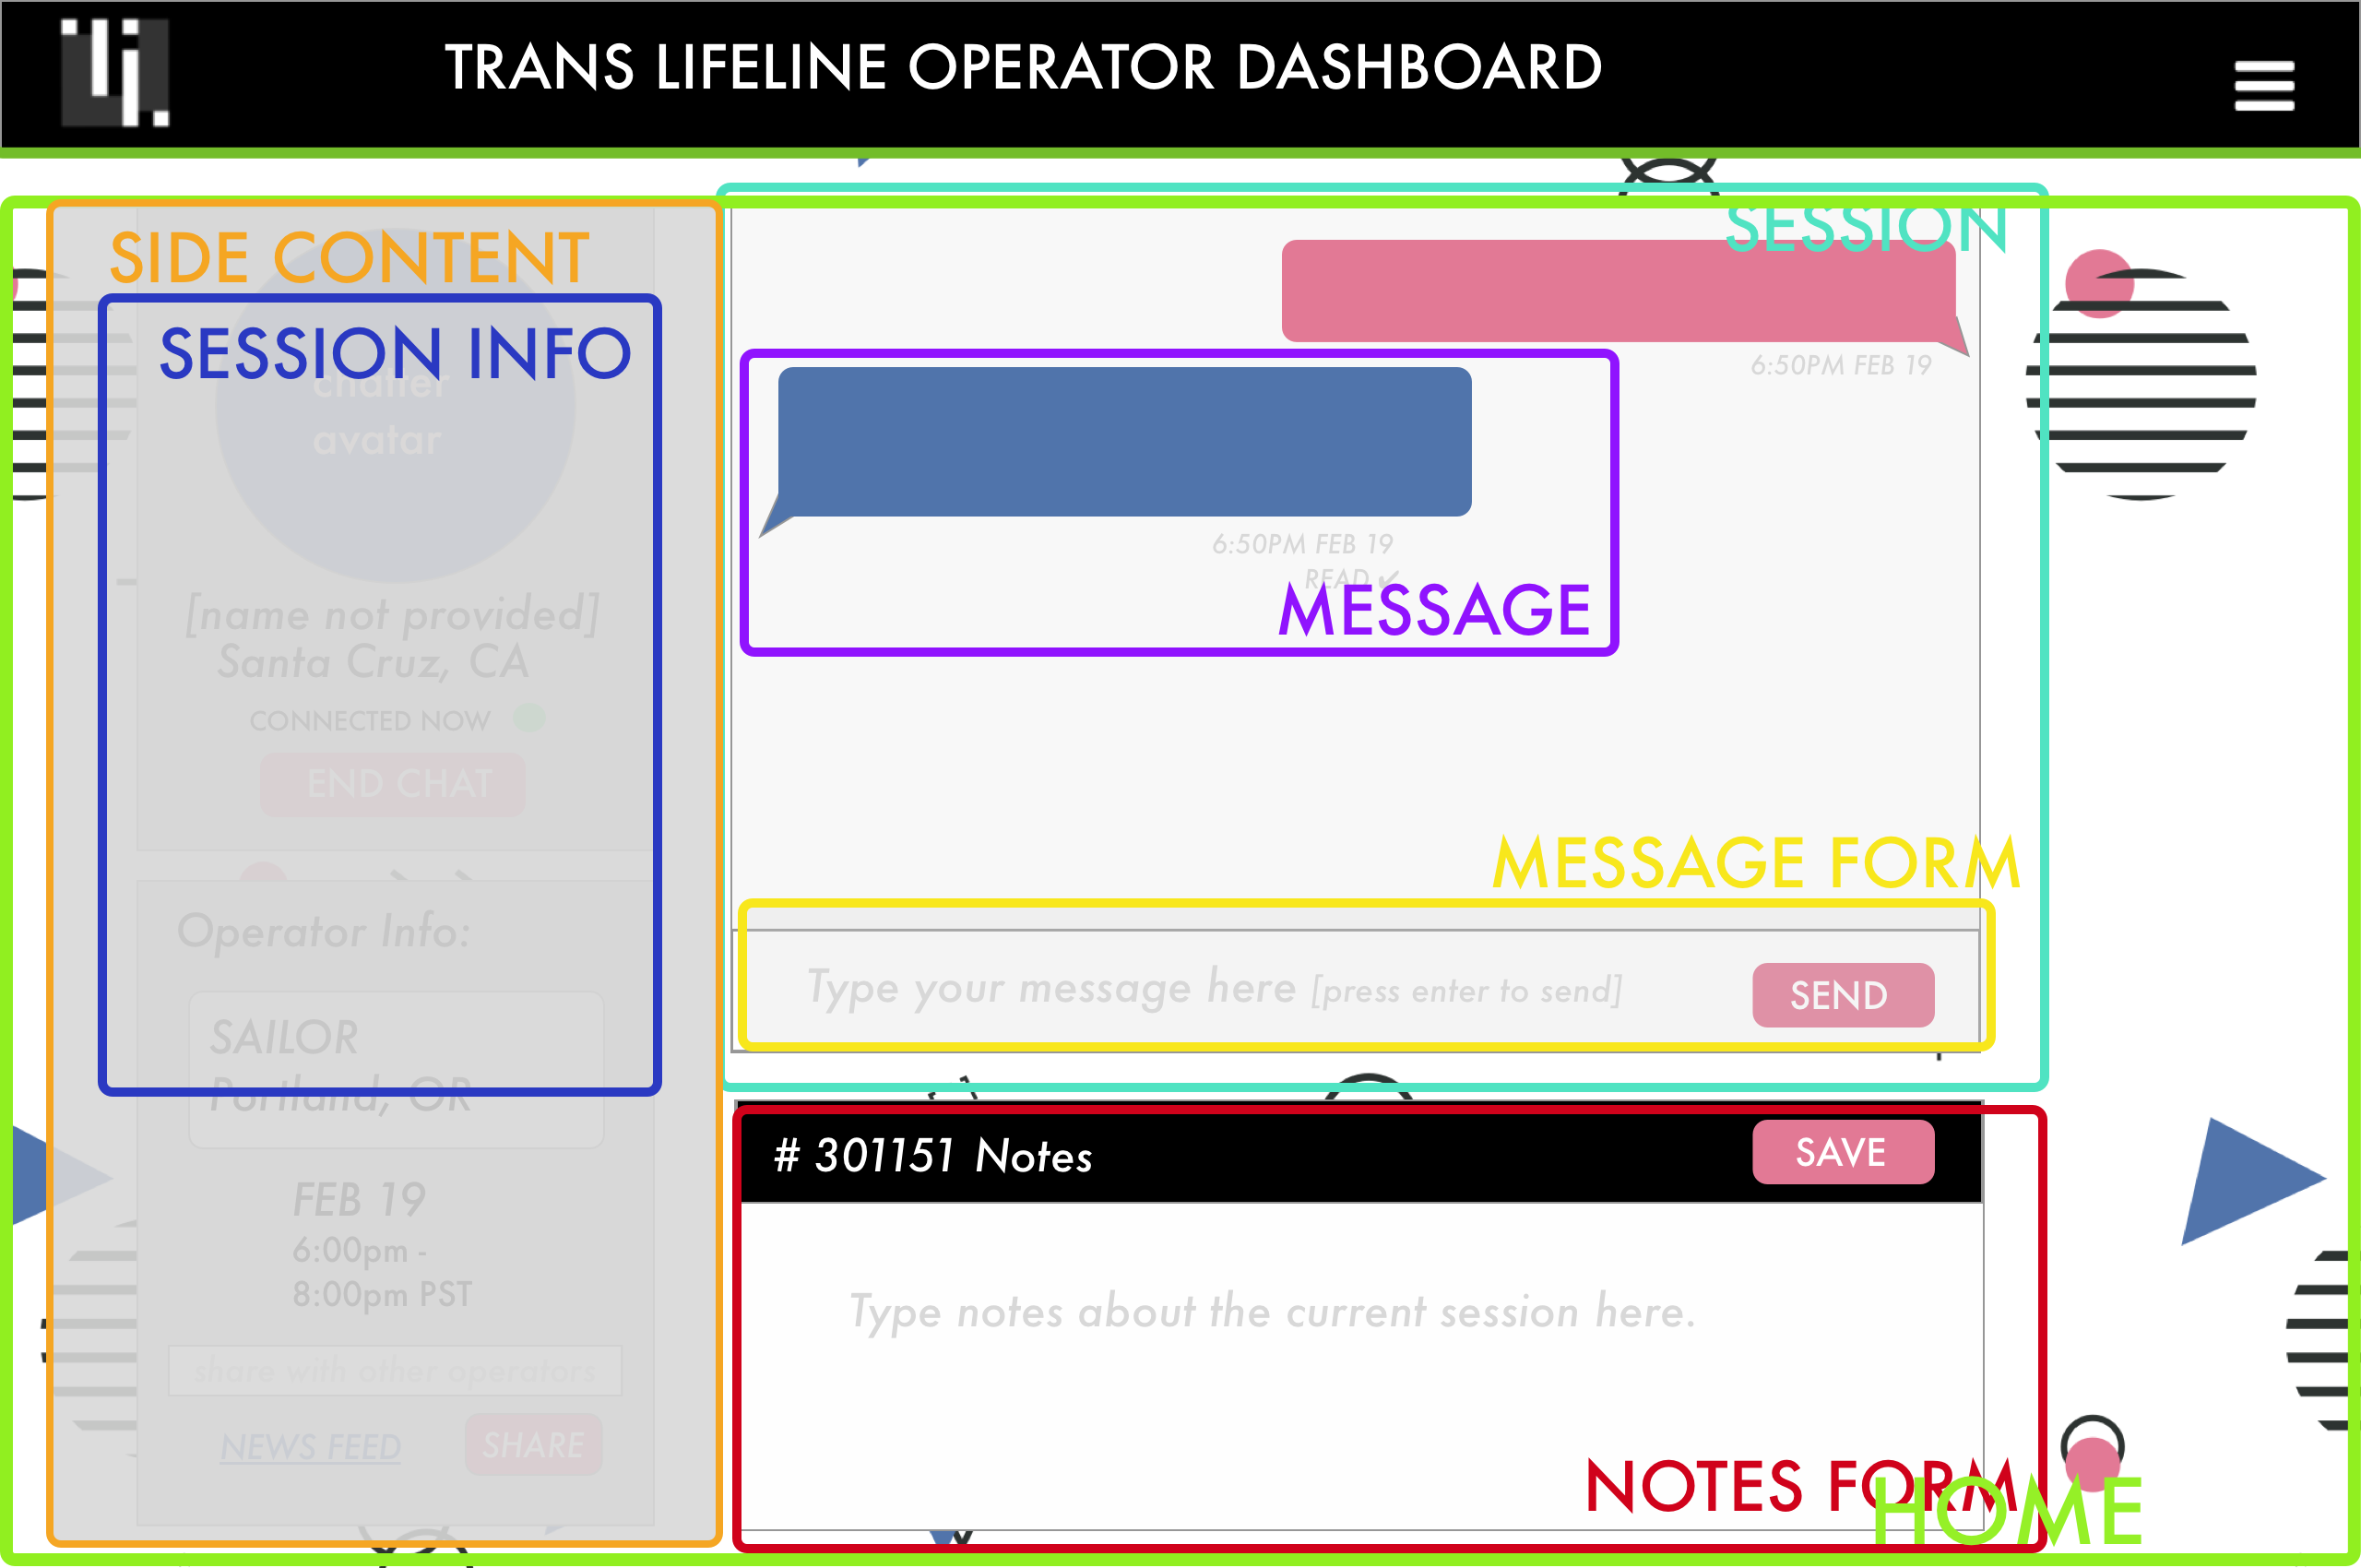 TRANS LIFELINE OPERATOR DASHBOARD
SIDE CONTENT
SESSION INFO
chatter
avatar
[name not provided]
Santa Cruz, CA
CONNECTED NOW
END CHAT
Operator Info:
SAILOR
Portland, OR
FEB 19
6:00pm -
8:00pm PST
share with other operators
NEWS FEED
SHARE
SESSION
6:50PM FEB 19
6:50PM FEB 19
READ ✔
MESSAGE
MESSAGE FORM
Type your message here [press enter to send]
SEND
# 301151 Notes
SAVE
Type notes about the current session here.
NOTES FORM
HOME